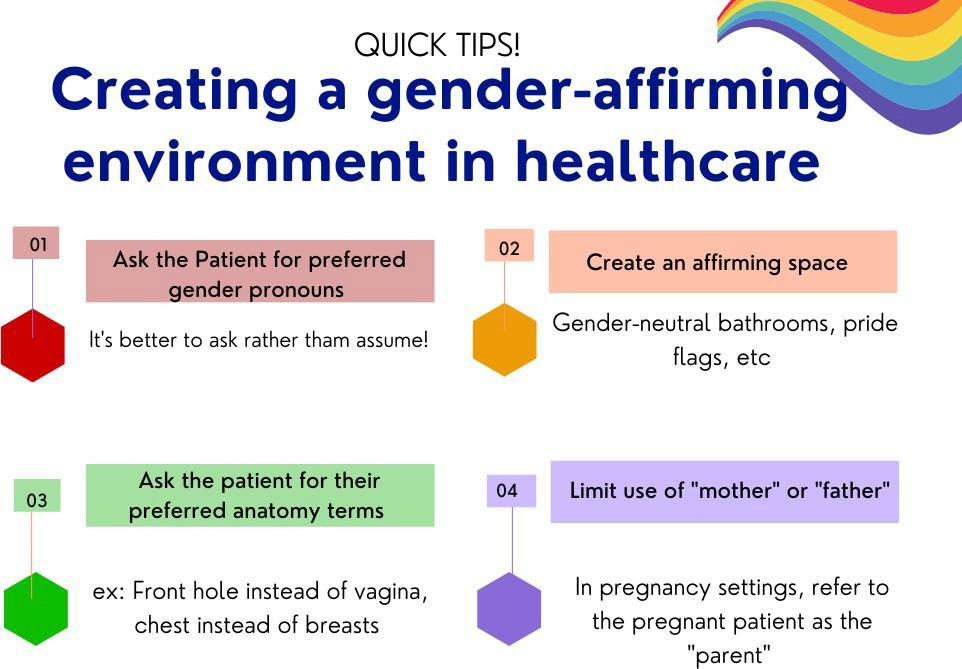 QUICK TIPS!
Creating a gender-affirming
environment in healthcare
01
Ask the Patient for preferred
gender pronouns
It's better to ask rather tham assume!
02
Create an affirming space
Gender-neutral bathrooms, pride
flags, etc
03
Ask the patient for their
preferred anatomy terms
ex: Front hole instead of vagina,
chest instead of breasts
04
Limit use of "mother" or "father"
In pregnancy settings, refer to
the pregnant patient as the
"parent"